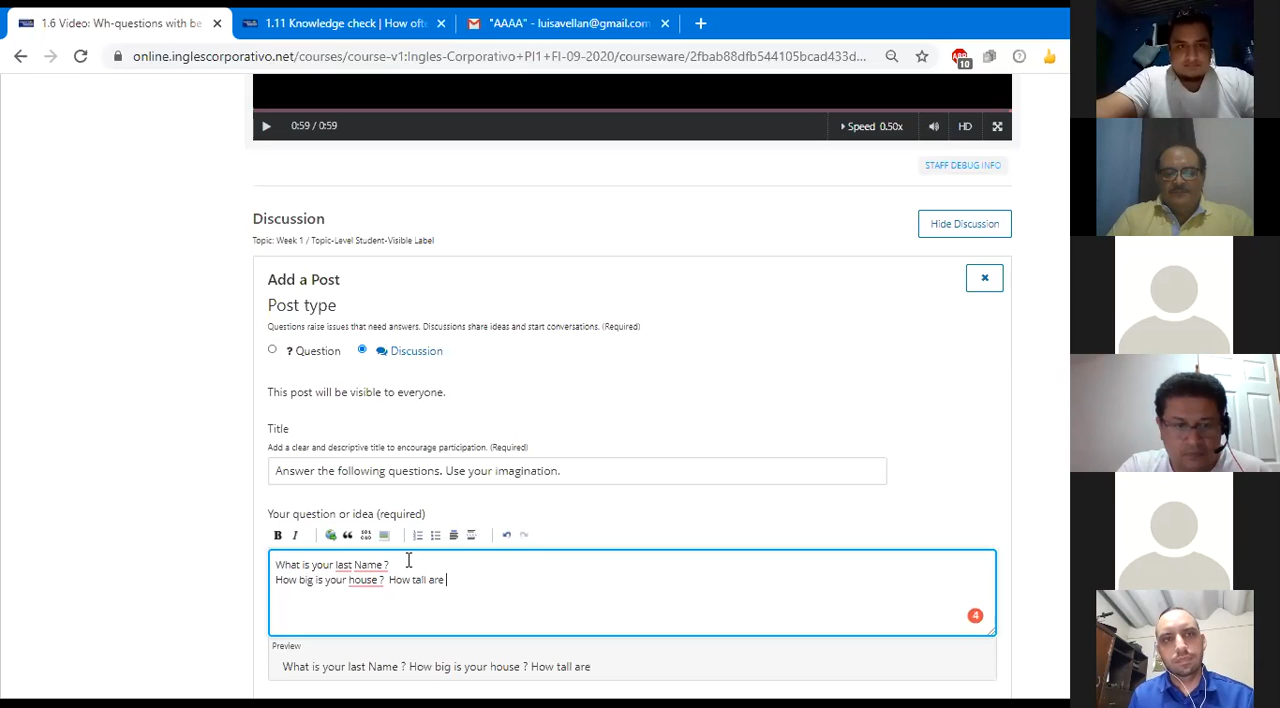 1.6 Video: Wh-questions with be
1.11 Knowledge check | How oft
"AAAA" - luisavellan@gmail.com
online.inglescorporativo.net/courses/course-v1:Ingles-Corporativo+PI1+FI-09-2020/courseware/2fbab88dfb544105bcad433d...
10
0:59 / 0:59
Speed 0.50x
HD
STAFF DEBUG INFO
Discussion
Hide Discussion
Topic: Week 1 / Topic-Level Student-Visible Label
Add a Post
Post type
Questions raise issues that need answers. Discussions share ideas and start conversations. (Required)
? Question
Discussion
This post will be visible to everyone.
Title
Add a clear and descriptive title to encourage participation. (Required)
Answer the following questions. Use your imagination.
Your question or idea (required)
B I
What is your last Name ?
How big is your house ? How tall are
4
Preview
What is your last Name ? How big is your house ? How tall are